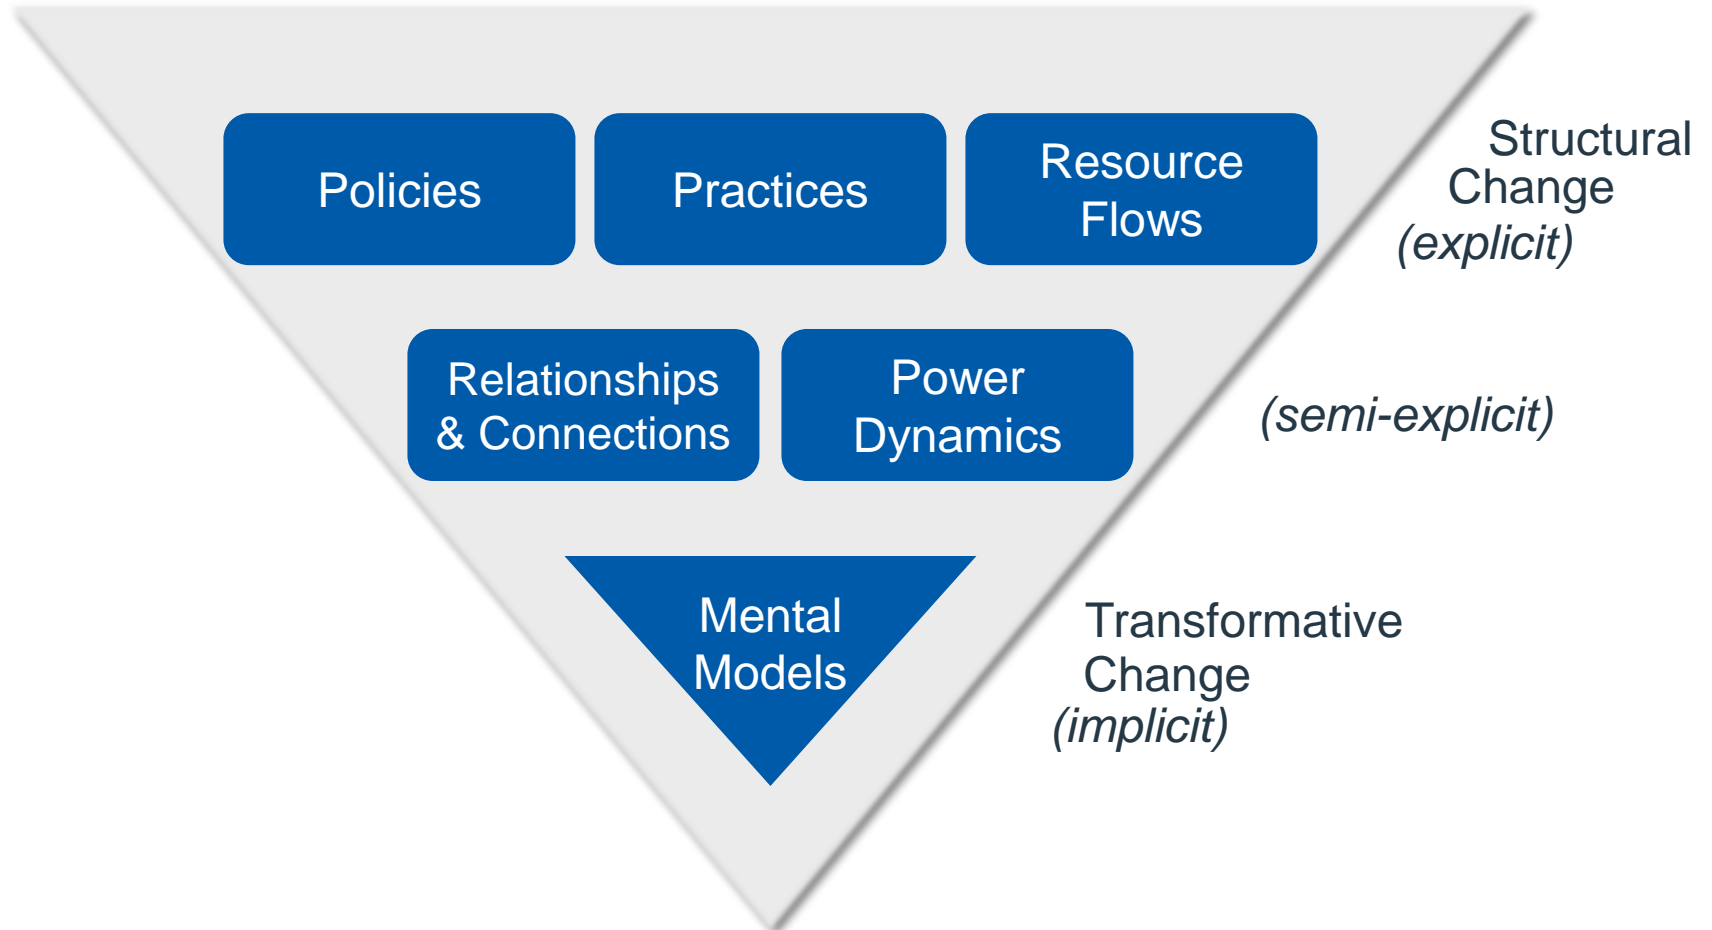 Policies
Practices
Resource
Flows
Structural
Change
(explicit)
Relationships
& Connections
Power
Dynamics
(semi-explicit)
Mental
Models
Transformative
Change
(implicit)